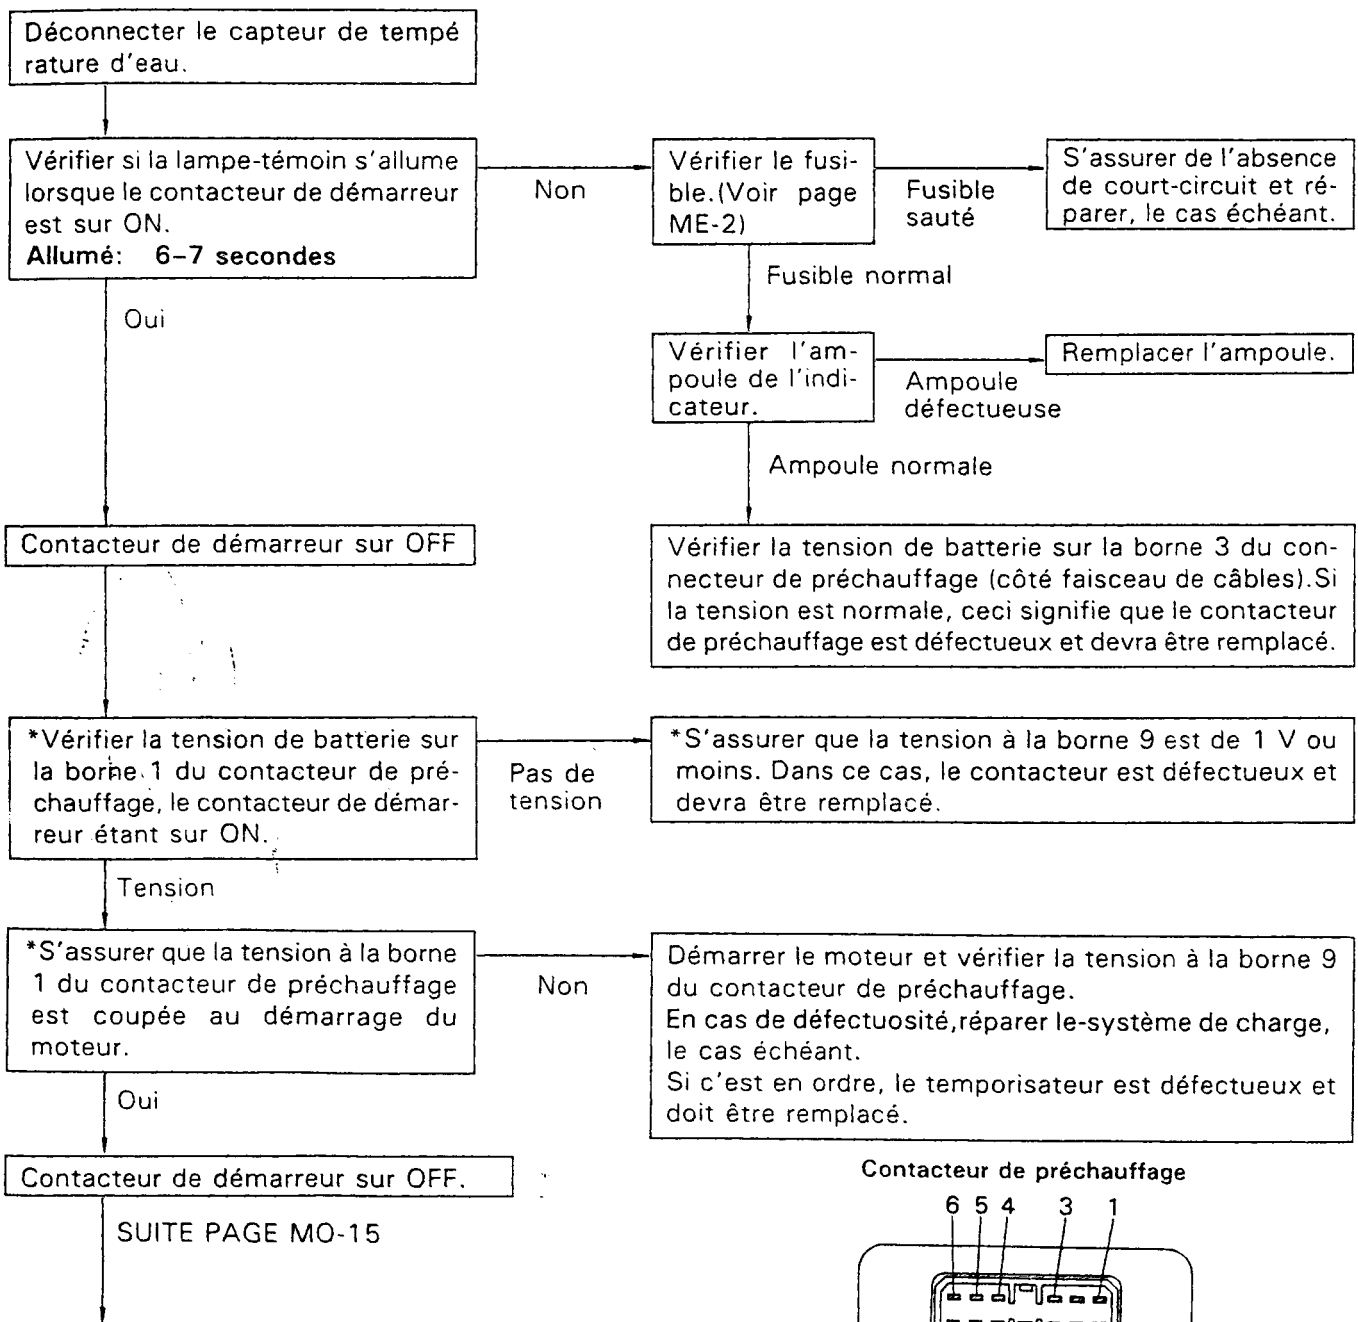 Déconnecter le capteur de tempé
rature d'eau.
Vérifier si la lampe-témoin s'allume
lorsque le contacteur de démarreur
est sur ON.
Allumé: 6–7 secondes
Non
Vérifier le fusi-
ble.(Voir page
ME-2)
Fusible
sauté
S'assurer de l'absence
de court-circuit et ré-
parer, le cas échéant.
Fusible normal
Oui
Vérifier l'am-
poule de l'indi-
cateur.
Ampoule
défectueuse
Remplacer l'ampoule.
Ampoule normale
Contacteur de démarreur sur OFF
Vérifier la tension de batterie sur la borne 3 du con-
necteur de préchauffage (côté faisceau de câbles).Si
la tension est normale, ceci signifie que le contacteur
de préchauffage est défectueux et devra être remplacé.
*Vérifier la tension de batterie sur
la borne 1 du contacteur de pré-
chauffage, le contacteur de démar-
reur étant sur ON.
Pas de
tension
*S'assurer que la tension à la borne 9 est de 1 V ou
moins. Dans ce cas, le contacteur est défectueux et
devra être remplacé.
Tension
*S'assurer que la tension à la borne
1 du contacteur de préchauffage
est coupée au démarrage du
moteur.
Non
Démarrer le moteur et vérifier la tension à la borne 9
du contacteur de préchauffage.
En cas de défectuosité,réparer le-système de charge,
le cas échéant.
Si c'est en ordre, le temporisateur est défectueux et
doit être remplacé.
Oui
Contacteur de démarreur sur OFF.
SUITE PAGE MO-15
Contacteur de préchauffage
6 5 4 3 1